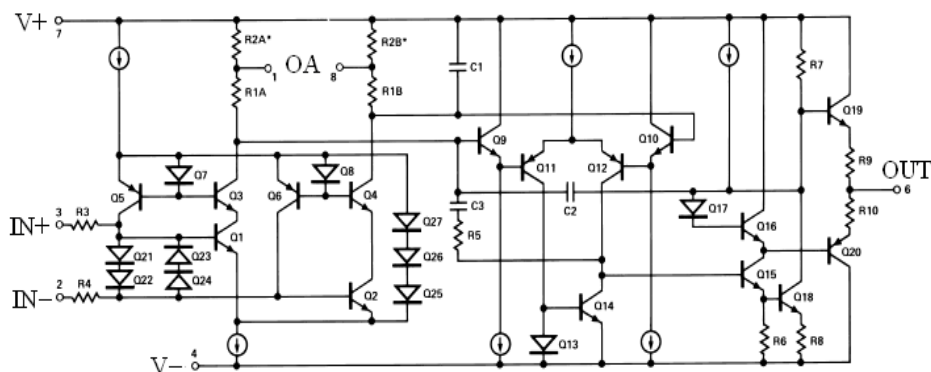 V+ 7
R2A*
R2B*
1 OA 8
R1A
R1B
C1
R7
Q19
Q9
Q10
Q11
Q12
R9
OUT
6
Q7
Q3
Q8
Q4
Q5
Q6
IN+ 3 R3
Q1
Q27
C3
C2
Q17
Q16
R10
R5
Q20
Q21
Q23
Q26
Q22
Q24
Q15
IN− 2 R4
Q2
Q25
Q14
Q18
Q13
R6
R8
V− 4